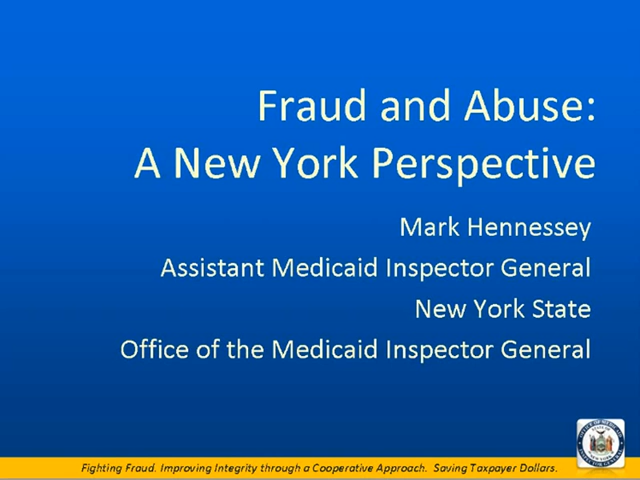 Fraud and Abuse:
A New York Perspective
Mark Hennessey
Assistant Medicaid Inspector General
New York State
Office of the Medicaid Inspector General
Fighting Fraud. Improving Integrity through a Cooperative Approach. Saving Taxpayer Dollars.